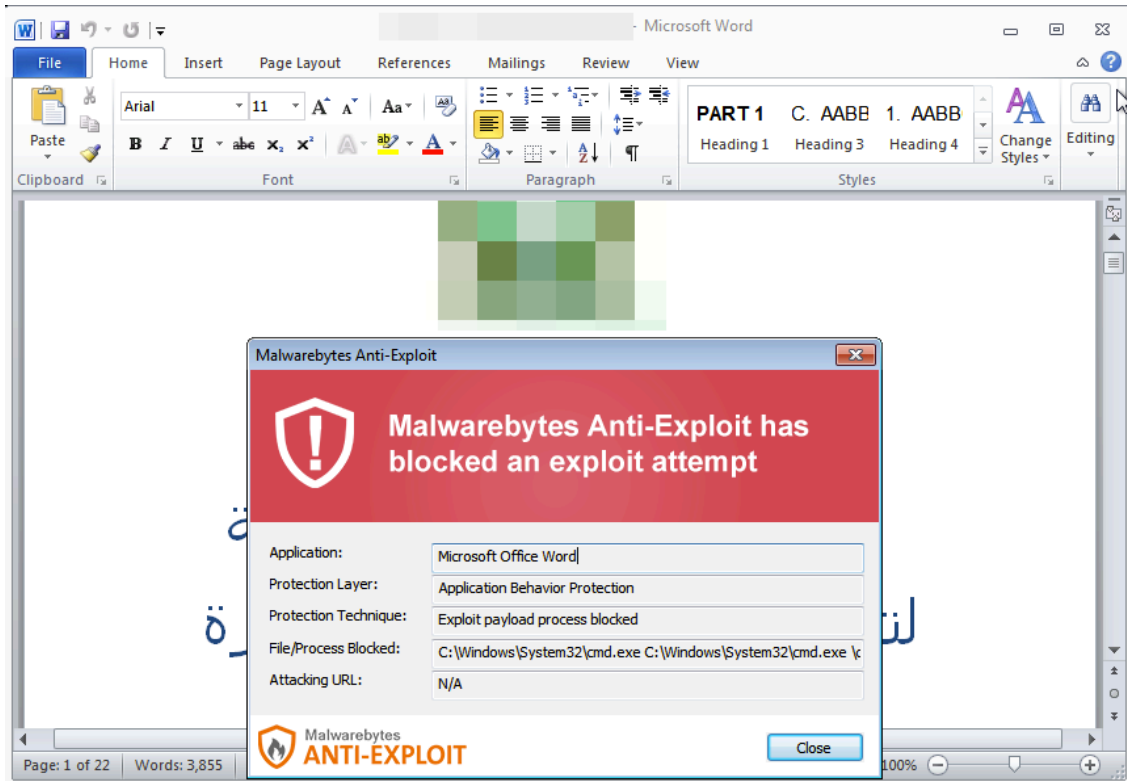 - Microsoft Word
File Home Insert Page Layout References Mailings Review View
Paste
Clipboard
Arial 11
Font
Paragraph
PART 1 C. AABB 1. AABB
Heading 1 Heading 3 Heading 4
Change
Styles
Styles
Editing
Malwarebytes Anti-Exploit
Malwarebytes Anti-Exploit has
blocked an exploit attempt
Application: Microsoft Office Word
Protection Layer: Application Behavior Protection
Protection Technique: Exploit payload process blocked
File/Process Blocked: C:\Windows\System32\cmd.exe C:\Windows\System32\cmd.exe \c
Attacking URL: N/A
Malwarebytes
ANTI-EXPLOIT
Close
Page: 1 of 22 Words: 3,855 100%